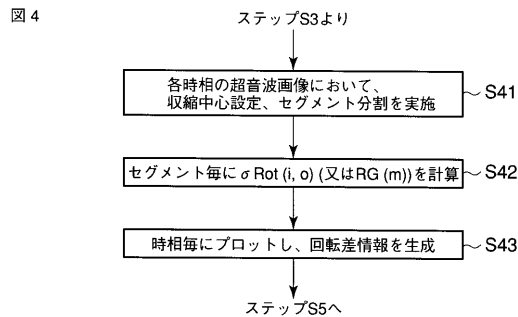 図4
ステップS3より
各時相の超音波画像において、
収縮中心設定、セグメント分割を実施
S41
セグメント毎にσRot (i, o) (又はRG (m))を計算
S42
時相毎にプロットし、回転差情報を生成
S43
ステップS5へ